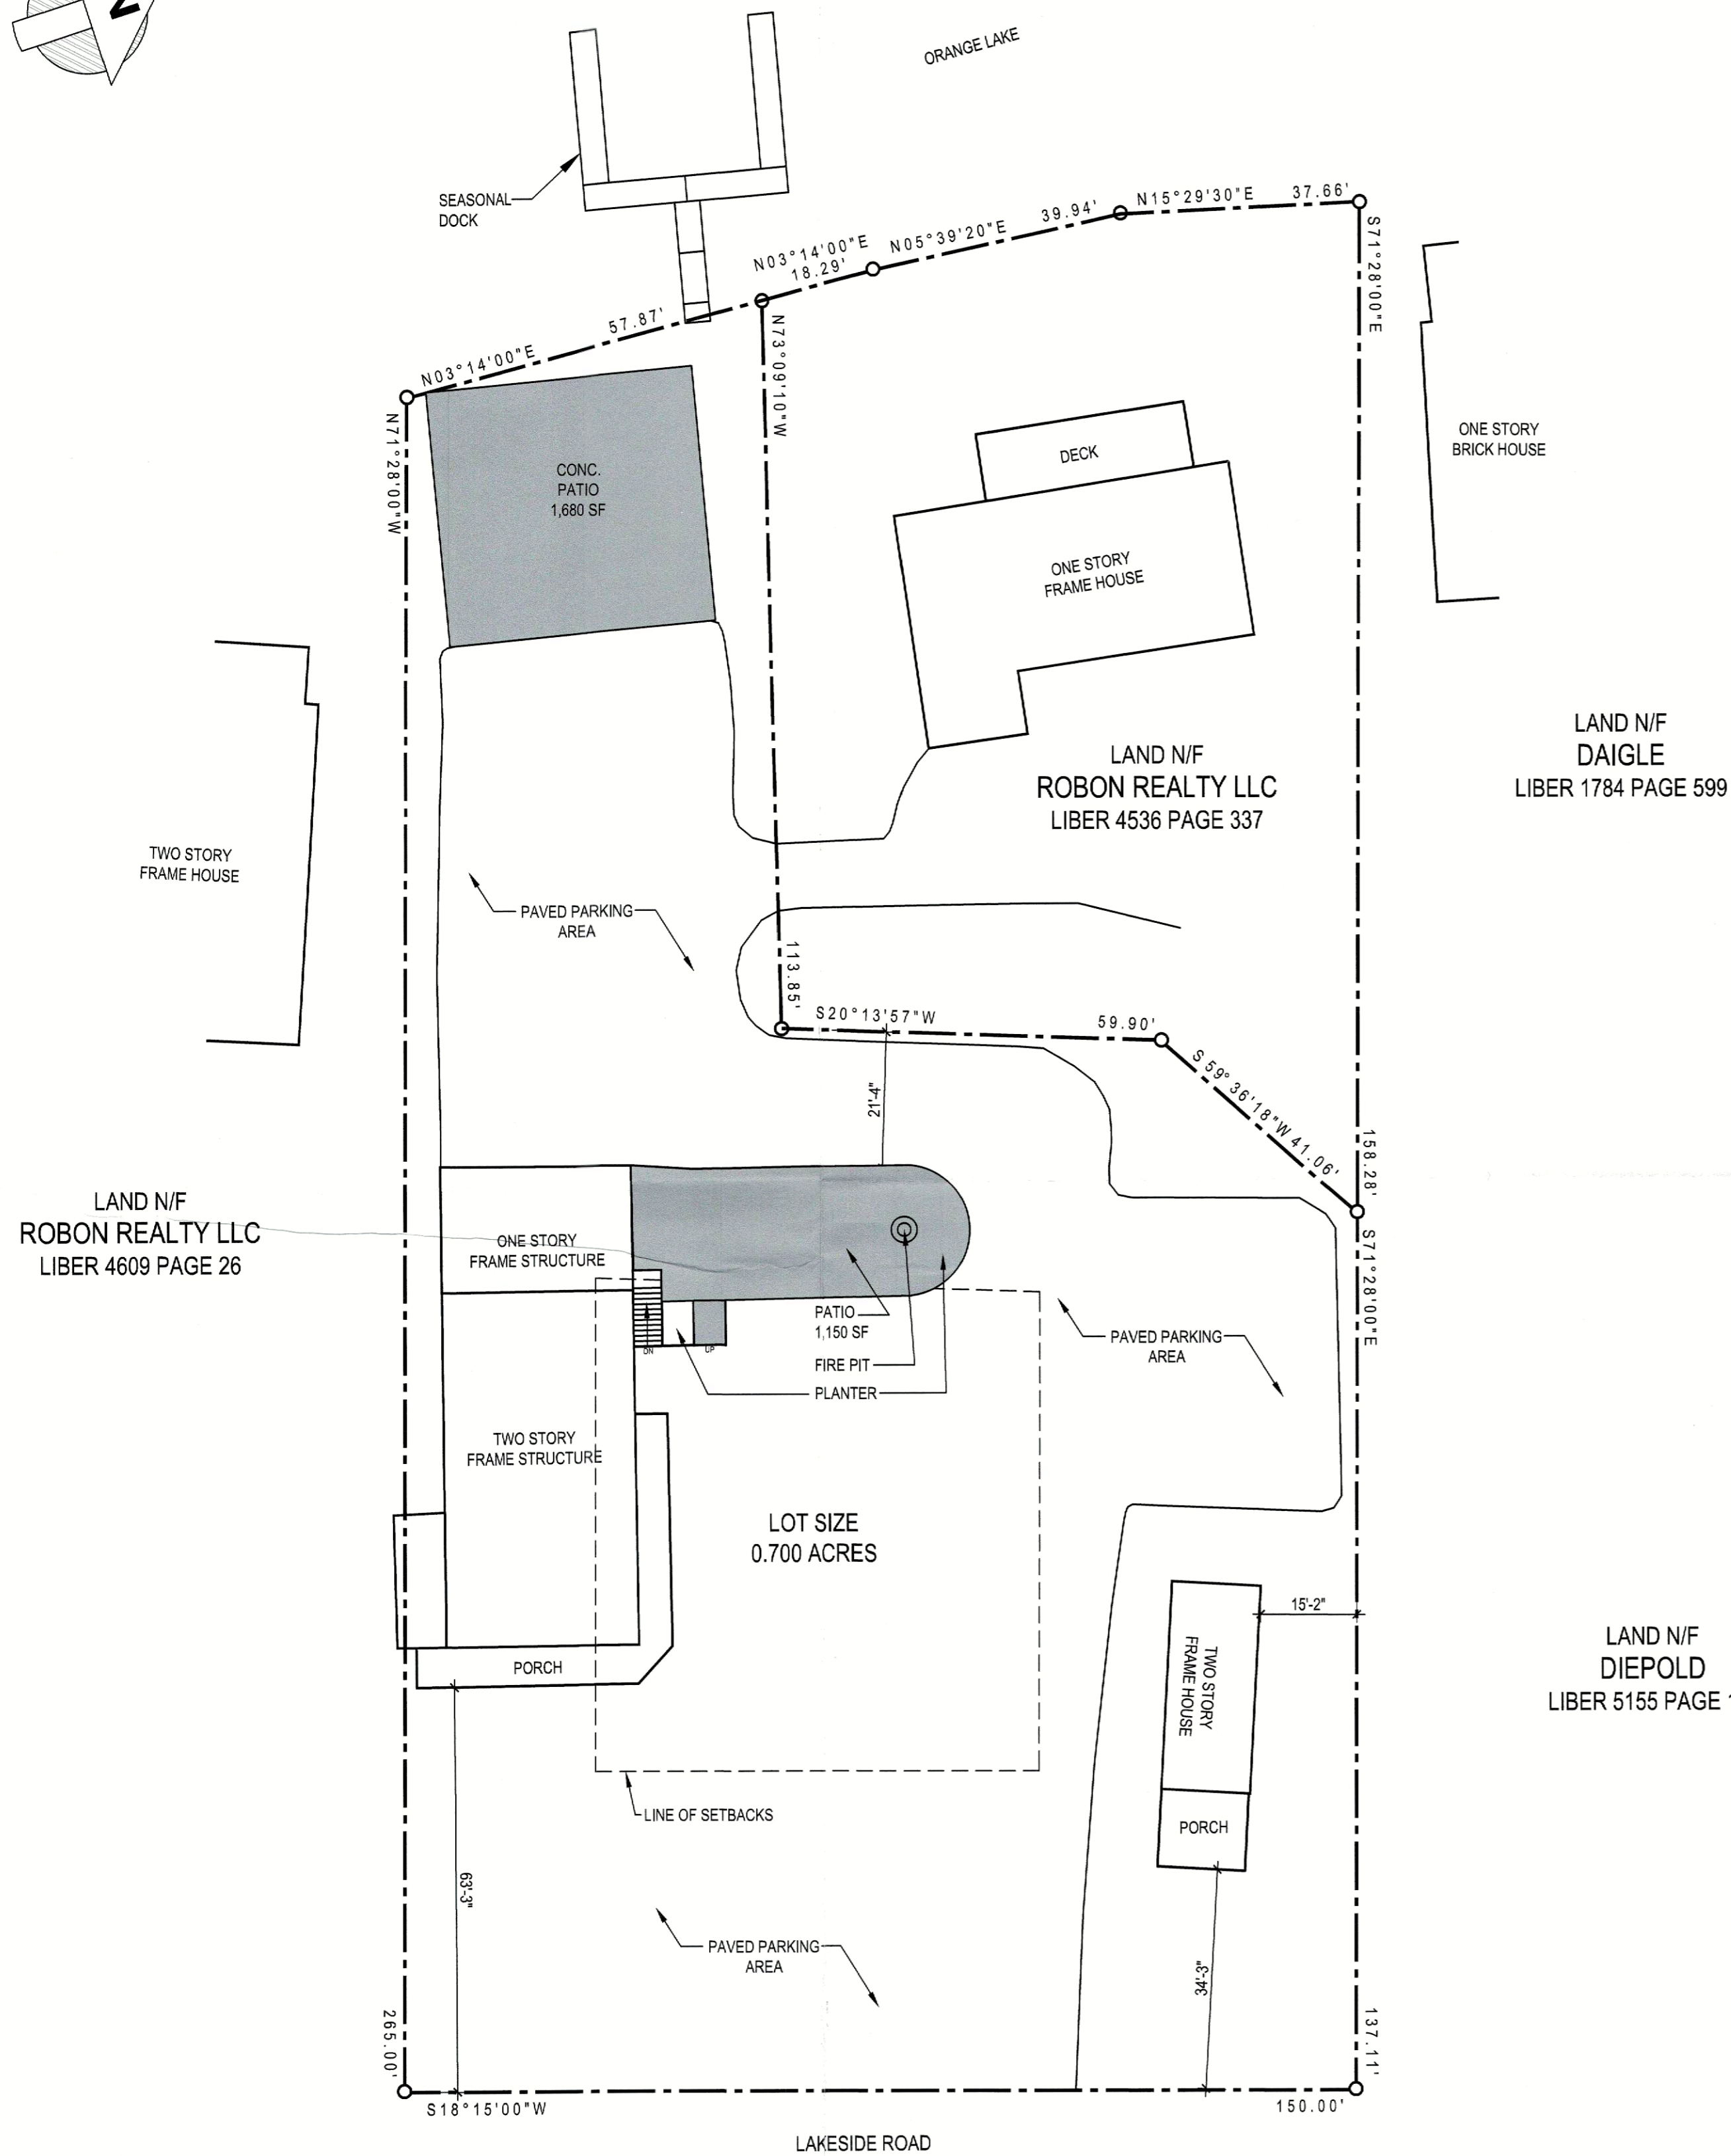 N
ORANGE LAKE
SEASONAL
DOCK
N03°14'00"E
57.87'
N03°14'00"E
18.29'
N05°39'20"E
39.94'
N15°29'30"E
37.66'
S71°28'00"E
N73°09'10"W
N71°28'00"W
CONC.
PATIO
1,680 SF
DECK
ONE STORY
FRAME HOUSE
ONE STORY
BRICK HOUSE
LAND N/F
ROBON REALTY LLC
LIBER 4536 PAGE 337
LAND N/F
DAIGLE
LIBER 1784 PAGE 599
TWO STORY
FRAME HOUSE
PAVED PARKING
AREA
113.85'
S20°13'57"W
59.90'
S 59° 36'18"W 41.06'
158.28'
21'-4"
LAND N/F
ROBON REALTY LLC
LIBER 4609 PAGE 26
ONE STORY
FRAME STRUCTURE
S71°28'00"E
PATIO
1,150 SF
FIRE PIT
PLANTER
DN
UP
PAVED PARKING
AREA
TWO STORY
FRAME STRUCTURE
LOT SIZE
0.700 ACRES
15'-2"
TWO STORY
FRAME HOUSE
LAND N/F
DIEPOLD
LIBER 5155 PAGE
PORCH
LINE OF SETBACKS
PORCH
63'-3"
PAVED PARKING
AREA
34'-3"
265.00'
137.11'
S18°15'00"W
150.00'
LAKESIDE ROAD